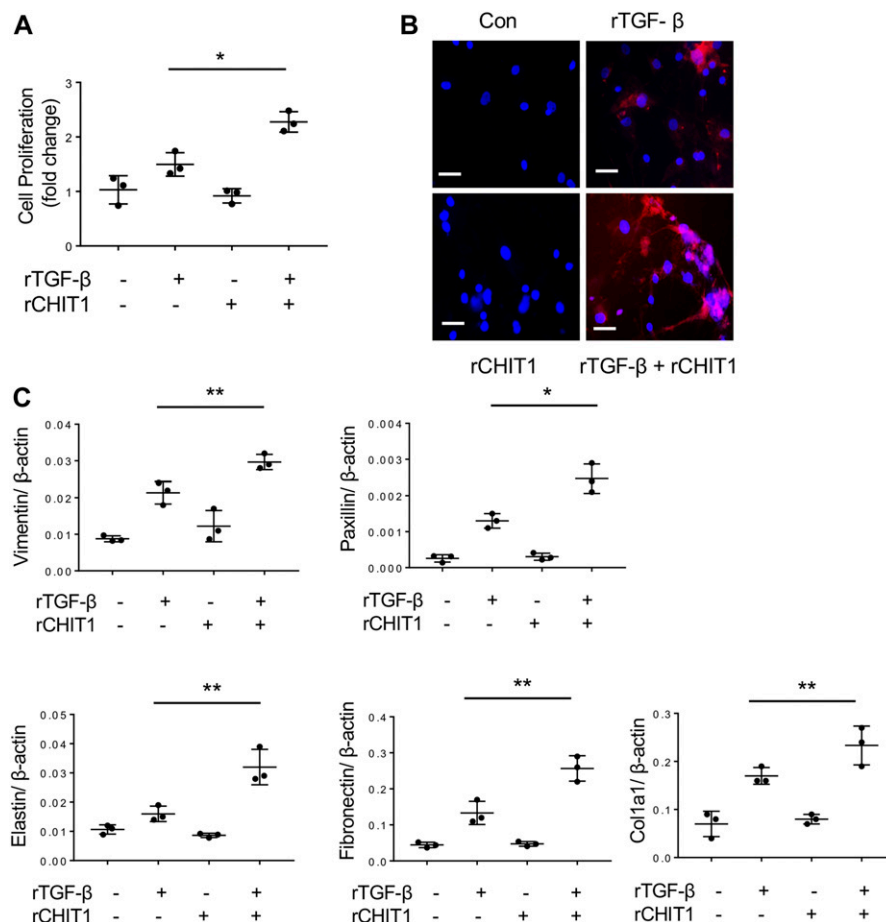 A
*
Cell Proliferation
(fold change)
3
2
1
0
rTGF-β - + - +
rCHIT1 - - + +
B
Con rTGF- β
rCHIT1 rTGF-β + rCHIT1
C
**
Vimentin/ β-actin
0.04
0.03
0.02
0.01
0.00
rTGF-β - + - +
rCHIT1 - - + +
*
Paxillin/ β-actin
0.004
0.003
0.002
0.001
0.000
rTGF-β - + - +
rCHIT1 - - + +
**
Elastin/ β-actin
0.05
0.04
0.03
0.02
0.01
0.00
rTGF-β - + - +
rCHIT1 - - + +
**
Fibronectin/ β-actin
0.4
0.3
0.2
0.1
0.0
rTGF-β - + - +
rCHIT1 - - + +
**
Col1a1/ β-actin
0.3
0.2
0.1
0.0
rTGF-β - + - +
rCHIT1 - - + +